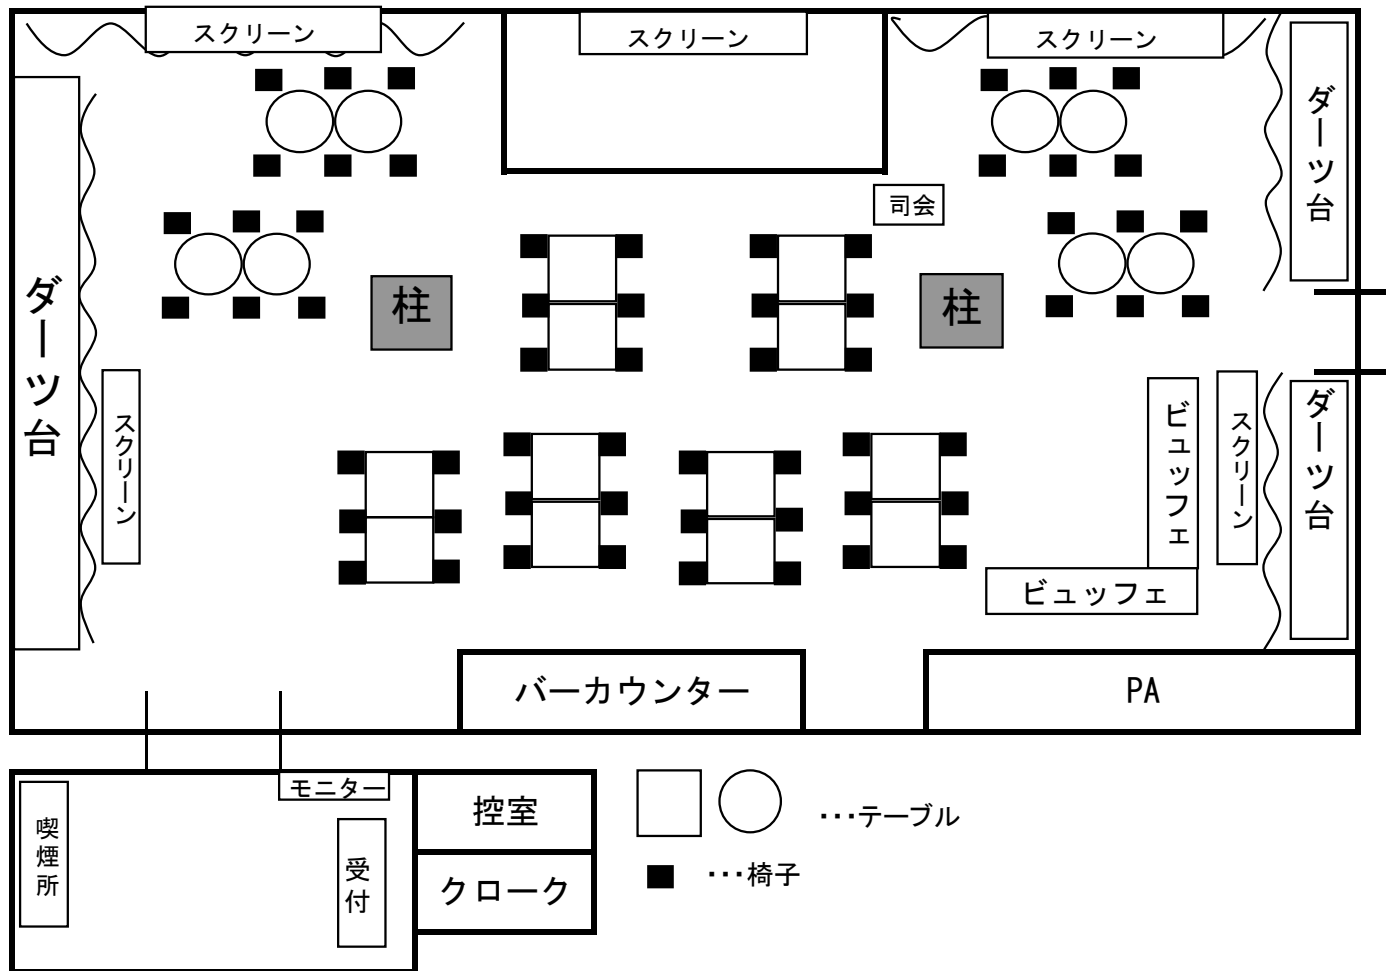 スクリーン
スクリーン
スクリーン
ダーツ台
司会
柱
柱
ダーツ台
スクリーン
ビュッフェ
スクリーン
ダーツ台
ビュッフェ
バーカウンター
PA
モニター
喫煙所
受付
控室
クローク
･･･テーブル
･･･椅子